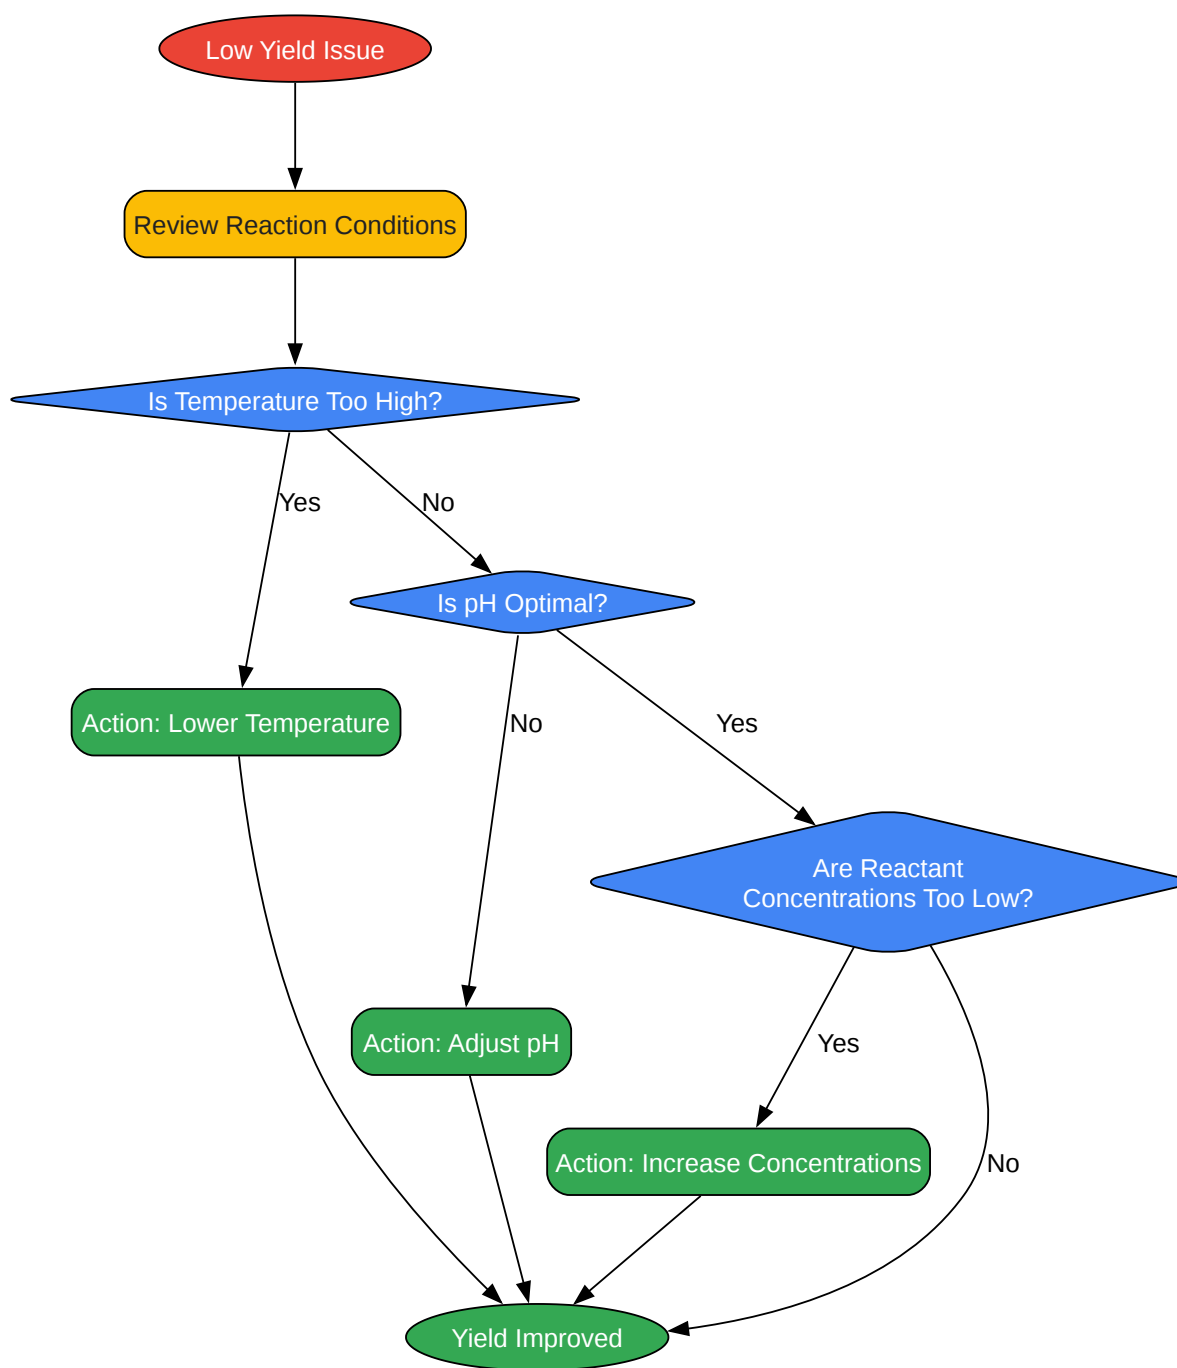 Low Yield Issue
Review Reaction Conditions
Is Temperature Too High?
Yes
No
Is pH Optimal?
Action: Lower Temperature
No
Yes
Are Reactant
Concentrations Too Low?
Action: Adjust pH
Yes
Action: Increase Concentrations
No
Yield Improved